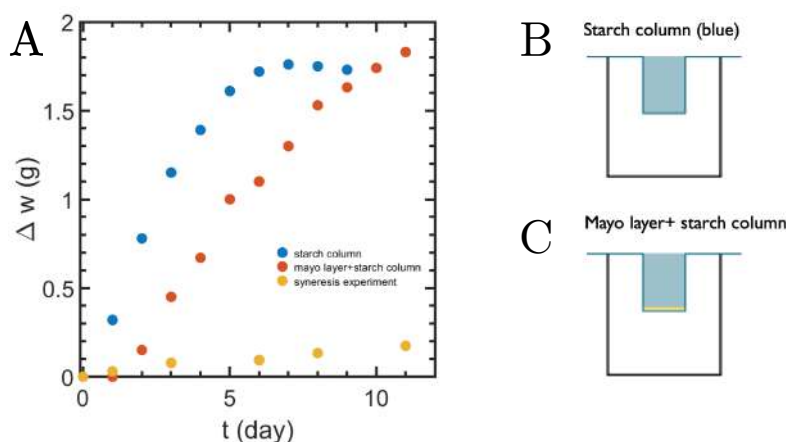 A
2
1.5
1
0.5
0
0
5
10
Δ w (g)
t (day)
starch column
mayo layer+starch column
syneresis experiment
B
Starch column (blue)
C
Mayo layer+ starch column